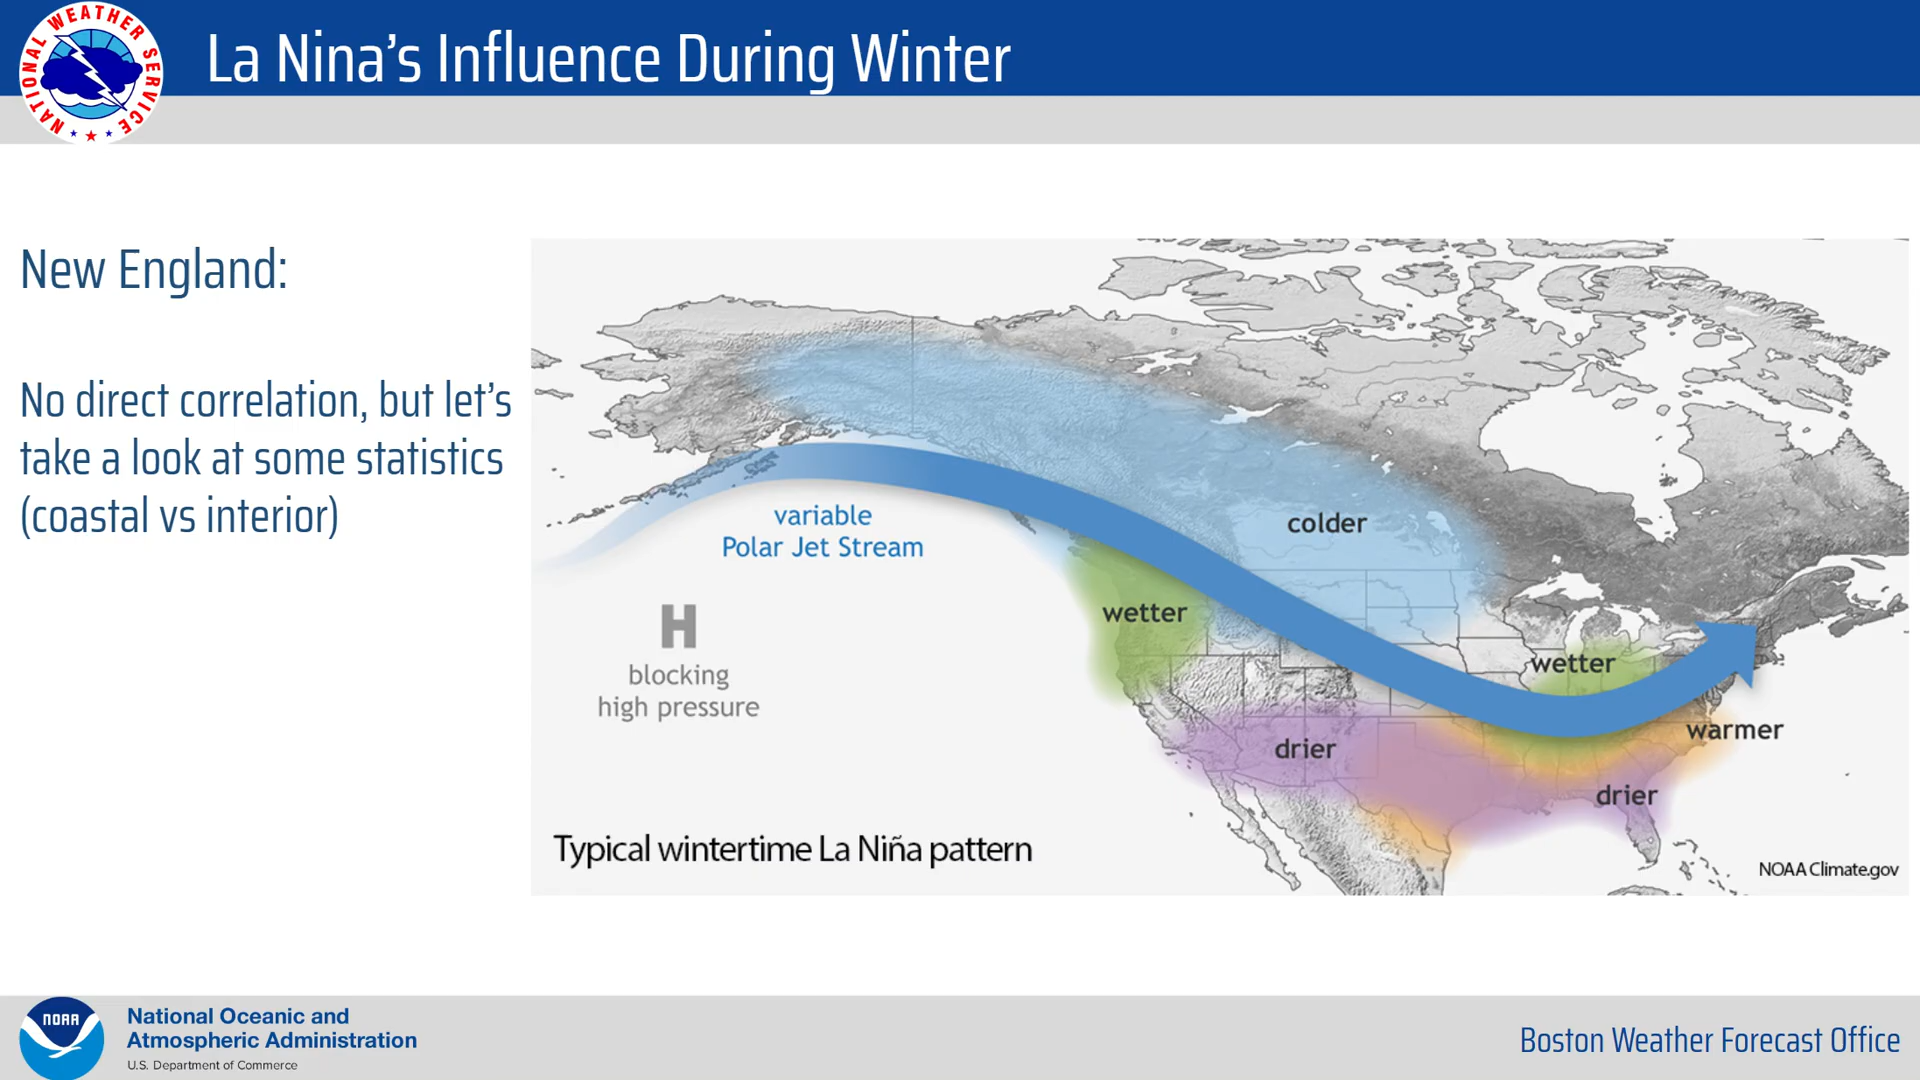 NATIONAL WEATHER SERVICE
La Nina's Influence During Winter
New England:
No direct correlation, but let's
take a look at some statistics
(coastal vs interior)
variable
Polar Jet Stream
H
blocking
high pressure
colder
wetter
wetter
warmer
drier
drier
Typical wintertime La Niña pattern
NOAA Climate.gov
NOAA
National Oceanic and
Atmospheric Administration
U.S. Department of Commerce
Boston Weather Forecast Office